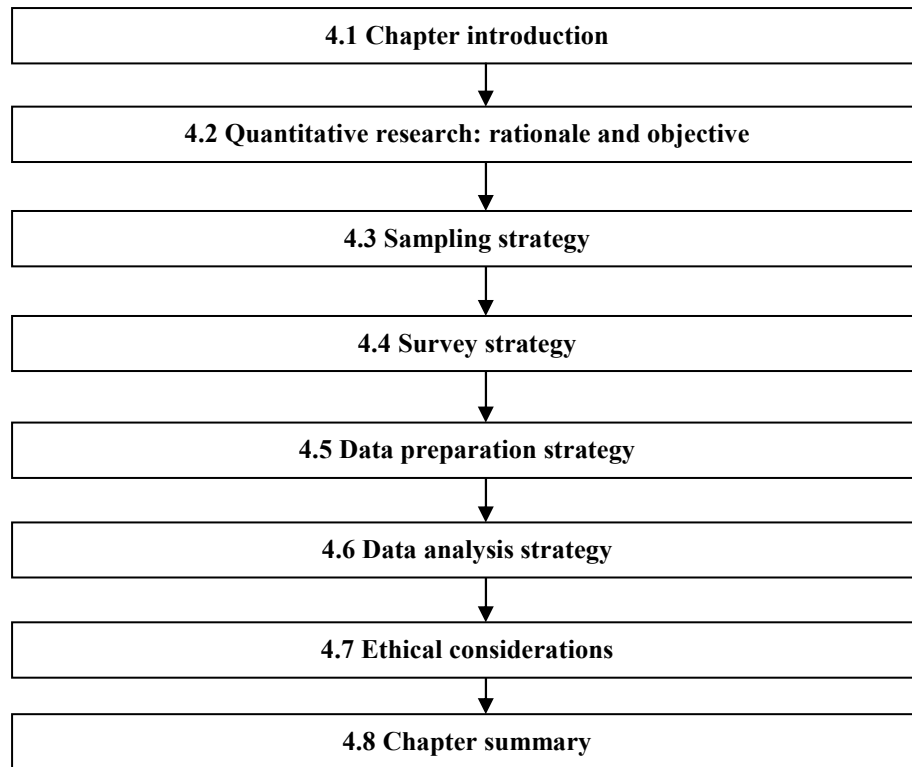 4.1 Chapter introduction
4.2 Quantitative research: rationale and objective
4.3 Sampling strategy
4.4 Survey strategy
4.5 Data preparation strategy
4.6 Data analysis strategy
4.7 Ethical considerations
4.8 Chapter summary